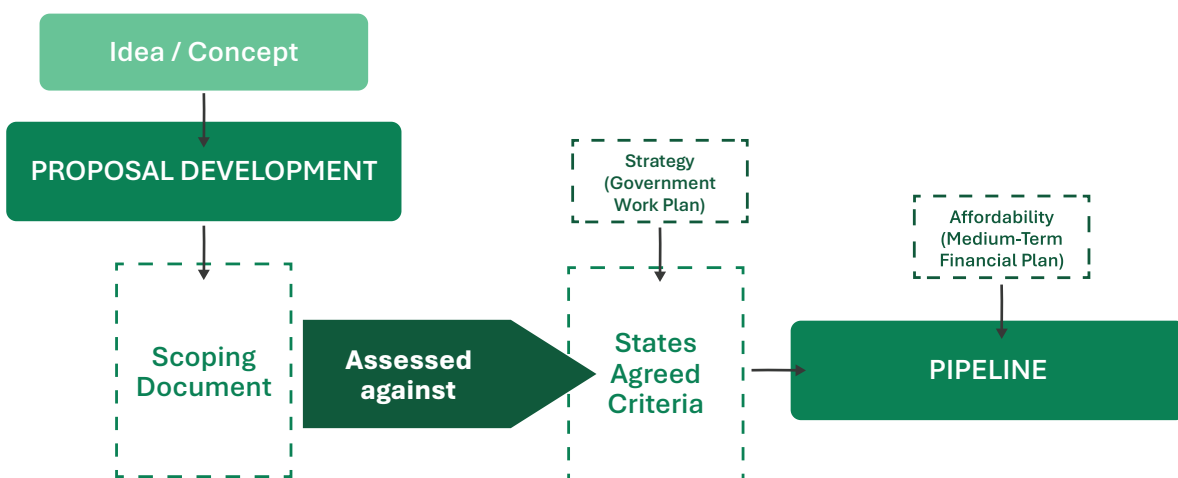 Idea / Concept
PROPOSAL DEVELOPMENT
Scoping
Document
Assessed
against
Strategy
(Government
Work Plan)
States
Agreed
Criteria
Affordability
(Medium-Term
Financial Plan)
PIPELINE